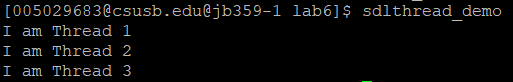 [005029683@csusb.edu@jb359-1 lab6]$ sdlthread_demo
I am Thread 1
I am Thread 2
I am Thread 3